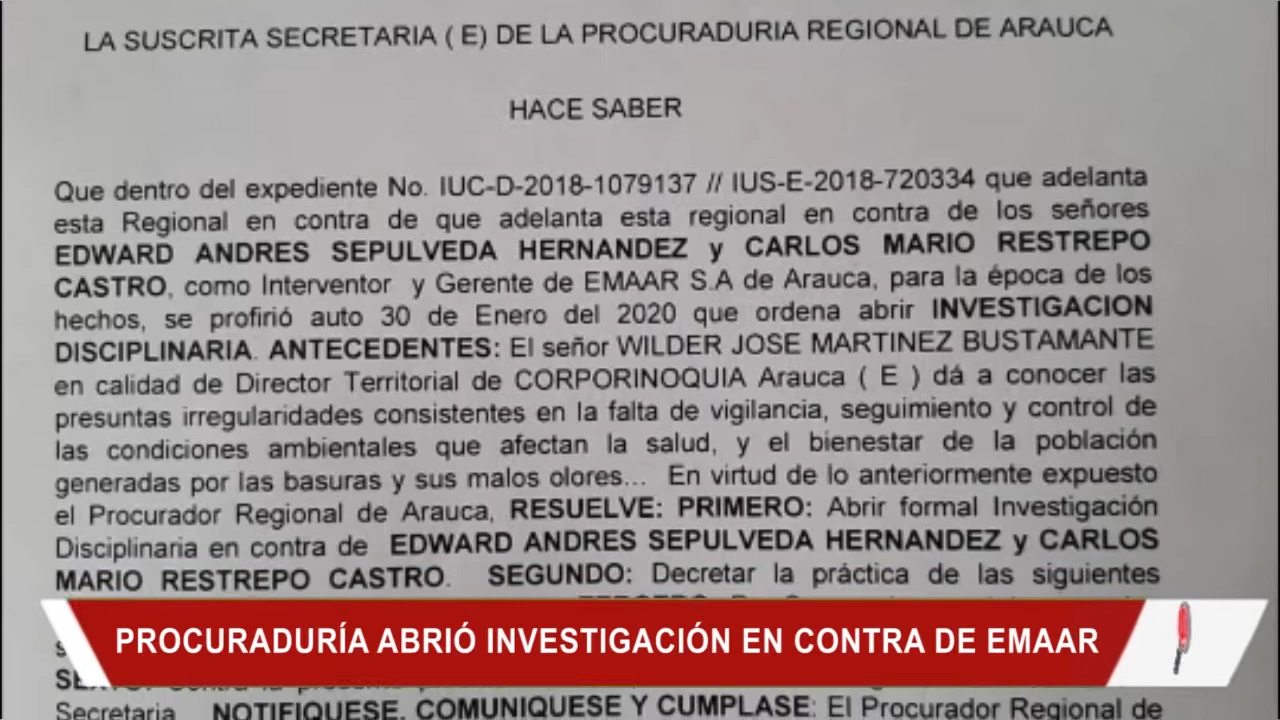 LA SUSCRITA SECRETARIA ( E) DE LA PROCURADURIA REGIONAL DE ARAUCA
HACE SABER
Que dentro del expediente No. IUC-D-2018-1079137 // IUS-E-2018-720334 que adelanta
esta Regional en contra de que adelanta esta regional en contra de los señores
EDWARD ANDRES SEPULVEDA HERNANDEZ y CARLOS MARIO RESTREPO
CASTRO, como Interventor y Gerente de EMAAR S.A de Arauca, para la época de los
hechos, se profirió auto 30 de Enero del 2020 que ordena abrir INVESTIGACION
DISCIPLINARIA. ANTECEDENTES: El señor WILDER JOSE MARTINEZ BUSTAMANTE
en calidad de Director Territorial de CORPORINOQUIA Arauca ( E ) dá a conocer las
presuntas irregularidades consistentes en la falta de vigilancia, seguimiento y control de
las condiciones ambientales que afectan la salud, y el bienestar de la población
generadas por las basuras y sus malos olores... En virtud de lo anteriormente expuesto
el Procurador Regional de Arauca, RESUELVE: PRIMERO: Abrir formal Investigación
Disciplinaria en contra de EDWARD ANDRES SEPULVEDA HERNANDEZ y CARLOS
MARIO RESTREPO CASTRO. SEGUNDO: Decretar la práctica de las siguientes
PROCURADURÍA ABRIÓ INVESTIGACIÓN EN CONTRA DE EMAAR
Secretaria. NOTIFIQUESE, COMUNIQUESE Y CUMPLASE: El Procurador Regional de